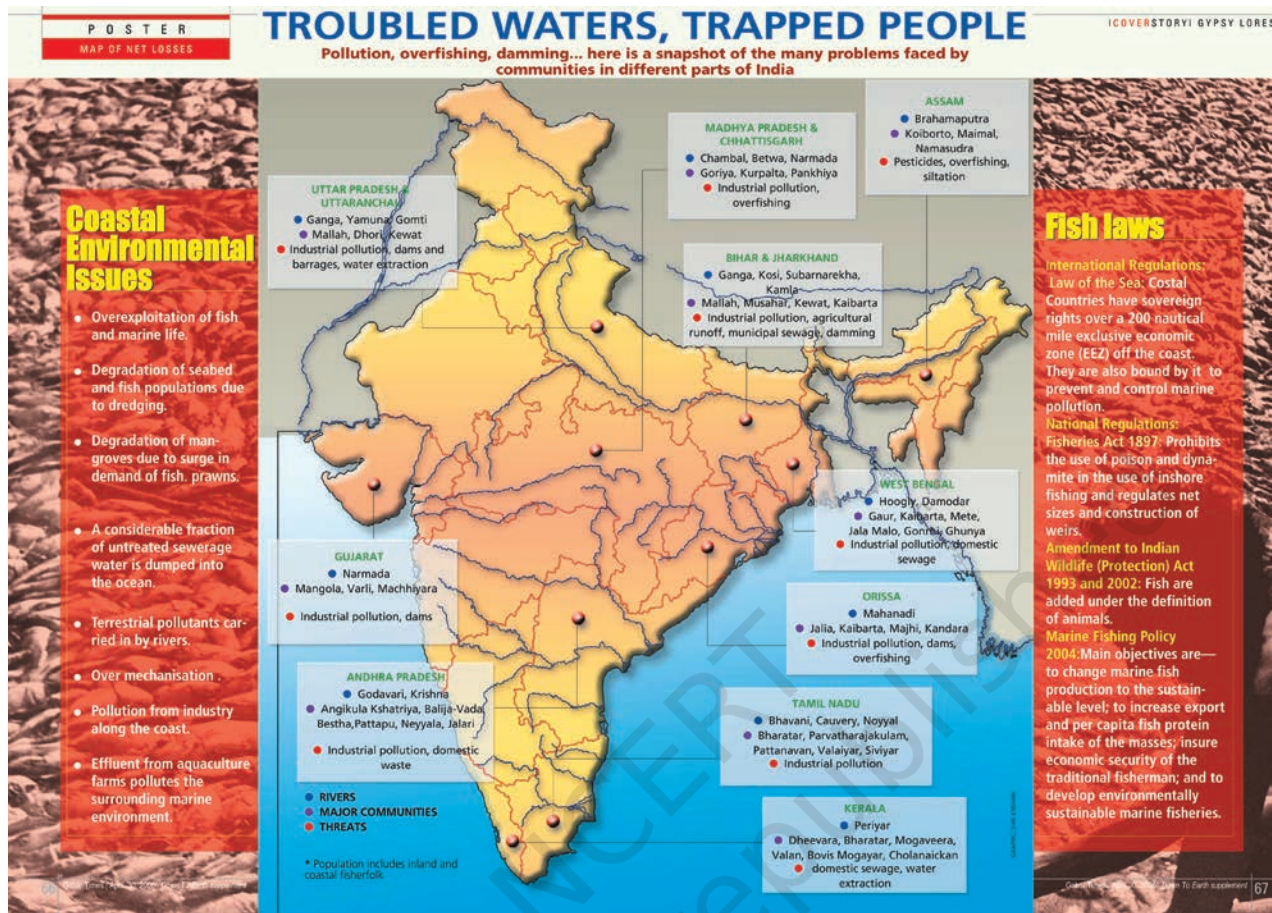 POSTER
MAP OF NET LOSSES
TROUBLED WATERS, TRAPPED PEOPLE
|COVERSTORY| GYPSY LORES
Pollution, overfishing, damming... here is a snapshot of the many problems faced by
communities in different parts of India
Coastal
Environmental
Issues
Overexploitation of fish
and marine life.
Degradation of seabed
and fish populations due
to dredging.
Degradation of man-
groves due to surge in
demand of fish. prawns.
A considerable fraction
of untreated sewerage
water is dumped into
the ocean.
Terrestrial pollutants car-
ried in by rivers.
Over mechanisation .
Pollution from industry
along the coast.
Effluent from aquaculture
farms pollutes the
surrounding marine
environment.
UTTAR PRADESH &
UTTARANCHAL
Ganga, Yamuna, Gomti
Mallah, Dhori, Kewat
Industrial pollution, dams and
barrages, water extraction
MADHYA PRADESH &
CHHATTISGARH
Chambal, Betwa, Narmada
Goriya, Kurpalta, Pankhiya
Industrial pollution,
overfishing
ASSAM
Brahamaputra
Koiborto, Maimal,
Namasudra
Pesticides, overfishing,
siltation
BIHAR & JHARKHAND
Ganga, Kosi, Subarnarekha,
Kamla
Mallah, Musahar, Kewat, Kaibarta
Industrial pollution, agricultural
runoff, municipal sewage, damming
WEST BENGAL
Hoogly, Damodar
Gaur, Kaibarta, Mete,
Jala Malo, Gonrhi, Ghunya
Industrial pollution, domestic
sewage
GUJARAT
Narmada
Mangola, Varli, Machhiyara
Industrial pollution, dams
ORISSA
Mahanadi
Jalia, Kaibarta, Majhi, Kandara
Industrial pollution, dams,
overfishing
ANDHRA PRADESH
Godavari, Krishna
Angikula Kshatriya, Balija-Vada,
Bestha,Pattapu, Neyyala, Jalari
Industrial pollution, domestic
waste
TAMIL NADU
Bhavani, Cauvery, Noyyal
Bharatar, Parvatharajakulam,
Pattanavan, Valaiyar, Siviyar
Industrial pollution
KERALA
Periyar
Dheevara, Bharatar, Mogaveera,
Valan, Bovis Mogayar, Cholanaickan
domestic sewage, water
extraction
RIVERS
MAJOR COMMUNITIES
THREATS
* Population includes inland and
coastal fisherfolk
Fish laws
International Regulations:
Law of the Sea: Costal
Countries have sovereign
rights over a 200 nautical
mile exclusive economic
zone (EEZ) off the coast.
They are also bound by it to
prevent and control marine
pollution.
National Regulations:
Fisheries Act 1897: Prohibits
the use of poison and dyna-
mite in the use of inshore
fishing and regulates net
sizes and construction of
weirs.
Amendment to Indian
Wildlife (Protection) Act
1993 and 2002: Fish are
added under the definition
of animals.
Marine Fishing Policy
2004:Main objectives are—
to change marine fish
production to the sustain-
able level; to increase export
and per capita fish protein
intake of the masses; insure
economic security of the
traditional fisherman; and to
develop environmentally
sustainable marine fisheries.
66
Down To Earth supplement
67
NCERT